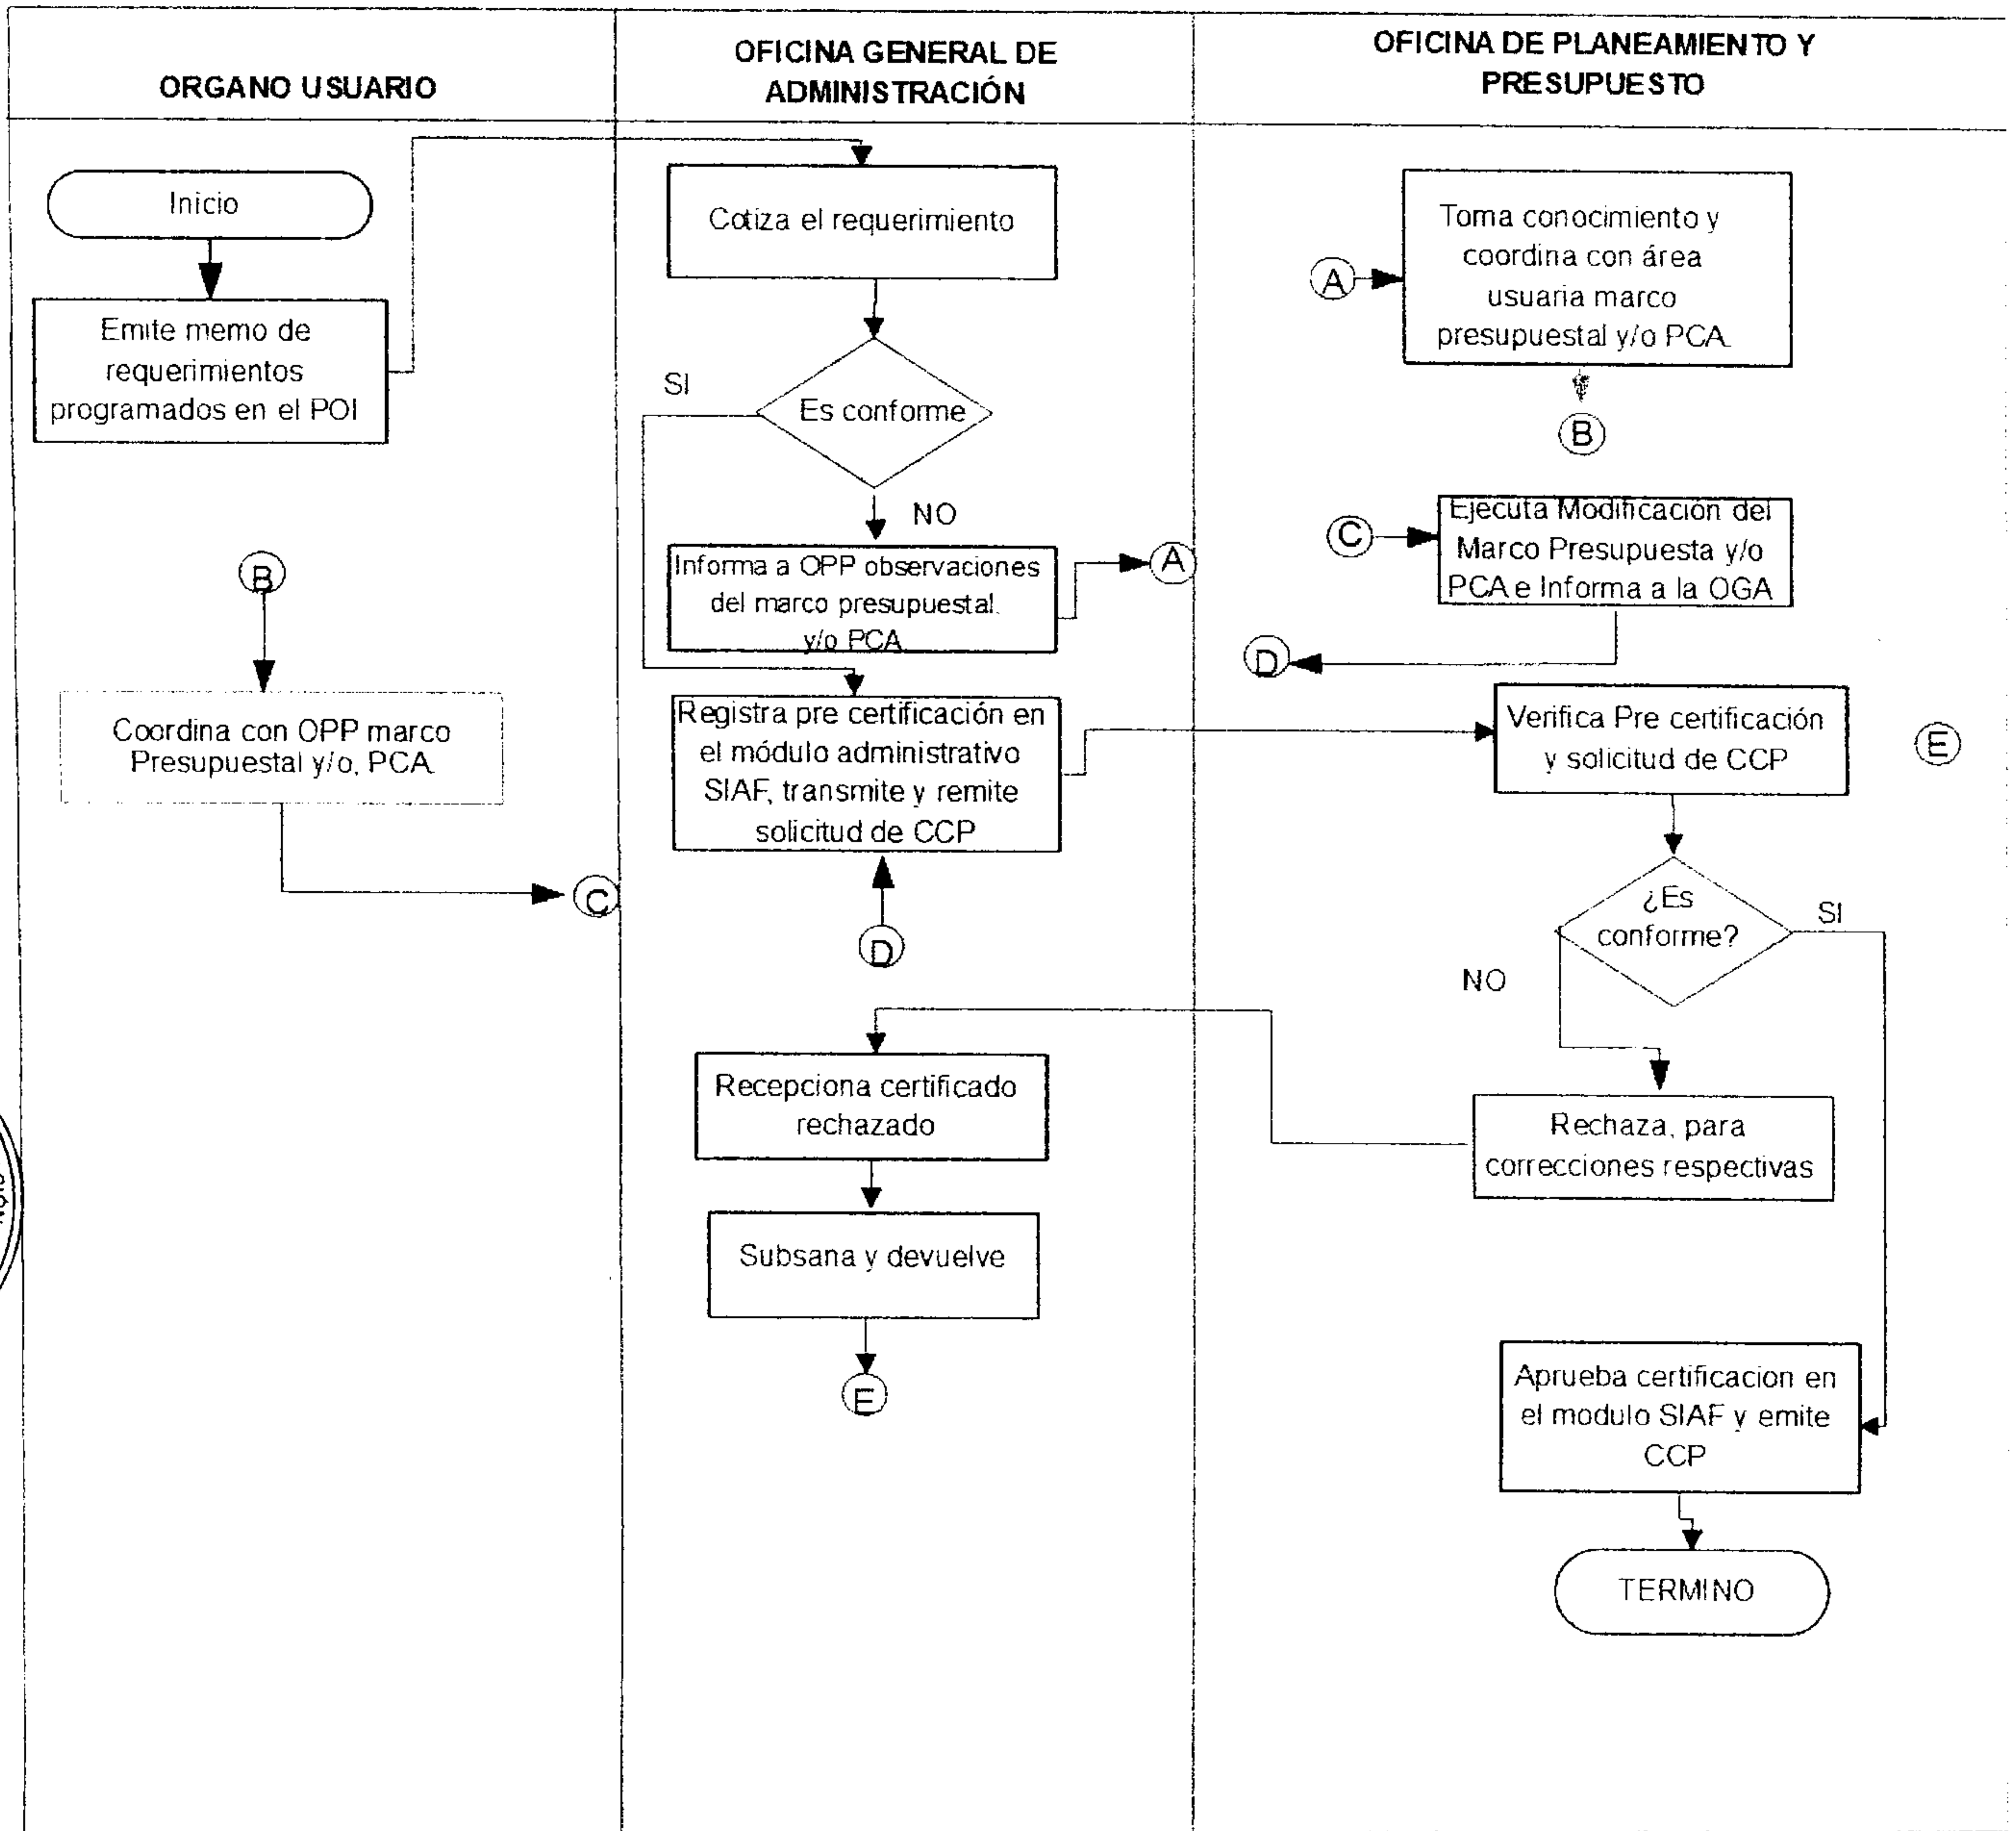 ORGANO USUARIO
OFICINA GENERAL DE
ADMINISTRACIÓN
OFICINA DE PLANEAMIENTO Y
PRESUPUESTO
Inicio
Emite memo de
requerimientos
programados en el POI
B
Coordina con OPP marco
Presupuestal y/o, PCA.
C
Cotiza el requerimiento
Es conforme
SI
NO
Informa a OPP observaciones
del marco presupuestal.
y/o PCA
A
Registra pre certificación en
el módulo administrativo
SIAF, transmite y remite
solicitud de CCP
D
Recepciona certificado
rechazado
Subsana y devuelve
E
A
Toma conocimiento y
coordina con área
usuaria marco
presupuestal y/o PCA.
B
C
Ejecuta Modificación del
Marco Presupuesta y/o
PCA e Informa a la OGA
D
Verifica Pre certificación
y solicitud de CCP
E
¿Es
conforme?
SI
NO
Rechaza, para
correcciones respectivas
Aprueba certificacion en
el modulo SIAF y emite
CCP
TERMINO